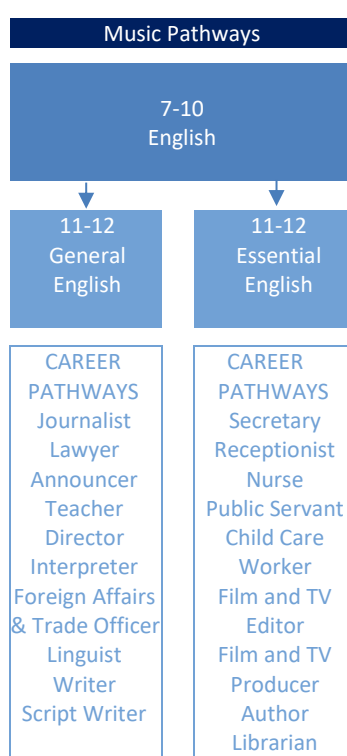 Music Pathways
7-10
English
11-12
General
English
11-12
Essential
English
CAREER
PATHWAYS
Journalist
Lawyer
Announcer
Teacher
Director
Interpreter
Foreign Affairs
& Trade Officer
Linguist
Writer
Script Writer
CAREER
PATHWAYS
Secretary
Receptionist
Nurse
Public Servant
Child Care
Worker
Film and TV
Editor
Film and TV
Producer
Author
Librarian